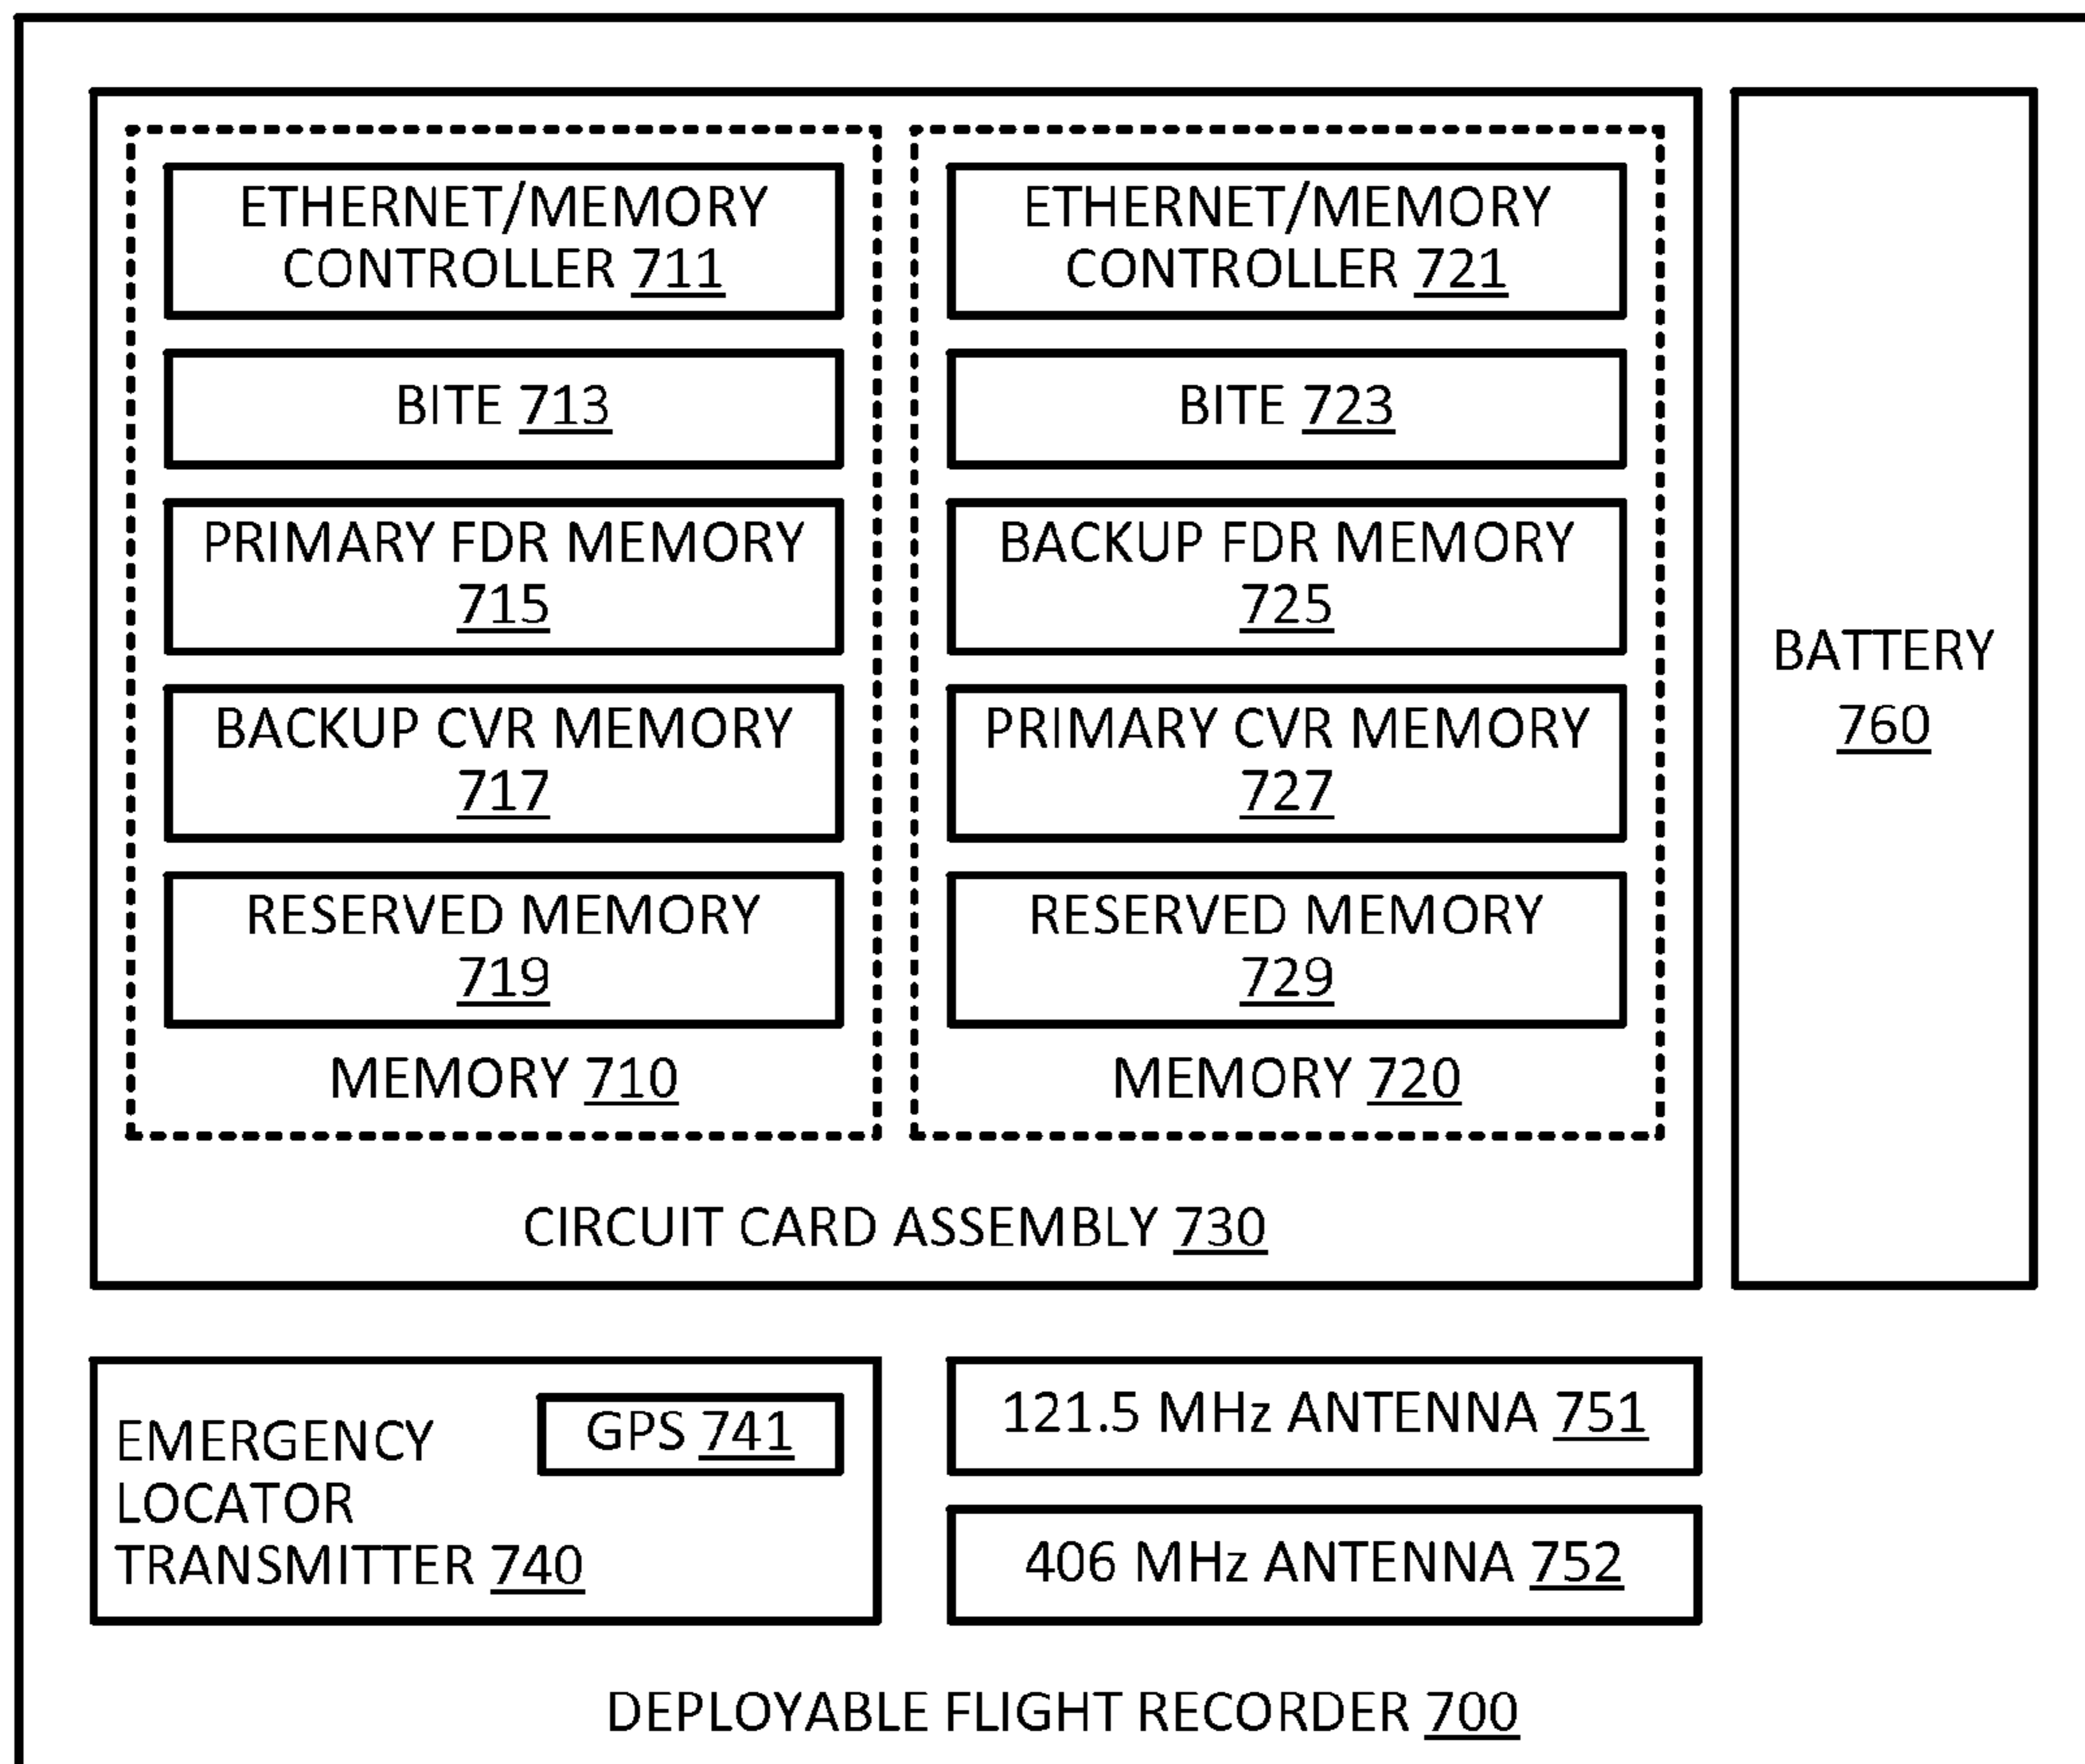 ETHERNET/MEMORY
CONTROLLER 711
BITE 713
PRIMARY FDR MEMORY
715
BACKUP CVR MEMORY
717
RESERVED MEMORY
719
MEMORY 710
ETHERNET/MEMORY
CONTROLLER 721
BITE 723
BACKUP FDR MEMORY
725
PRIMARY CVR MEMORY
727
RESERVED MEMORY
729
MEMORY 720
CIRCUIT CARD ASSEMBLY 730
BATTERY
760
EMERGENCY
LOCATOR
TRANSMITTER 740
GPS 741
121.5 MHz ANTENNA 751
406 MHz ANTENNA 752
DEPLOYABLE FLIGHT RECORDER 700